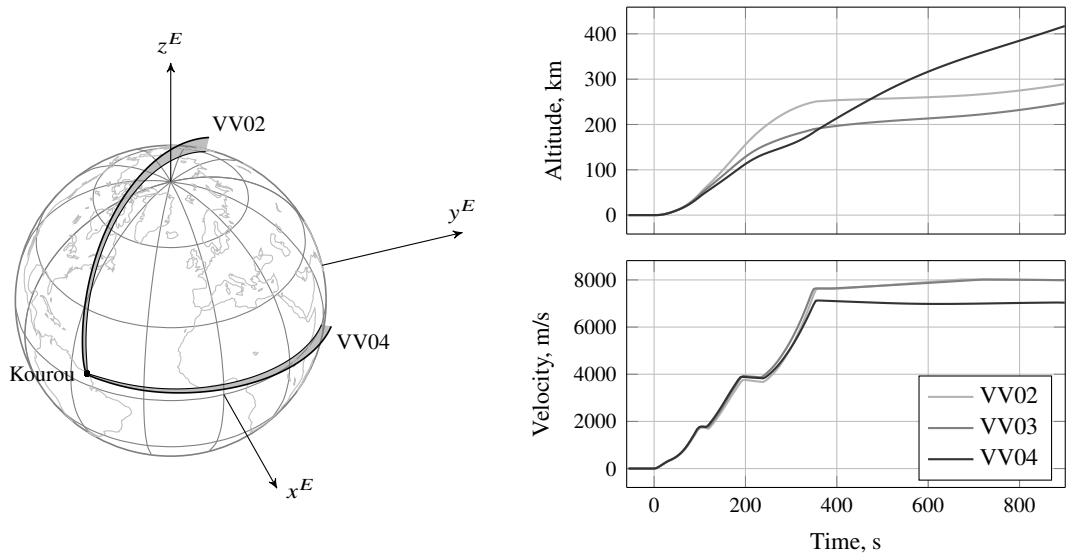 z^E
VV02
y^E
VV04
Kourou
x^E
400
300
200
100
0
Altitude, km
8000
6000
4000
2000
0
Velocity, m/s
VV02
VV03
VV04
0 200 400 600 800
Time, s